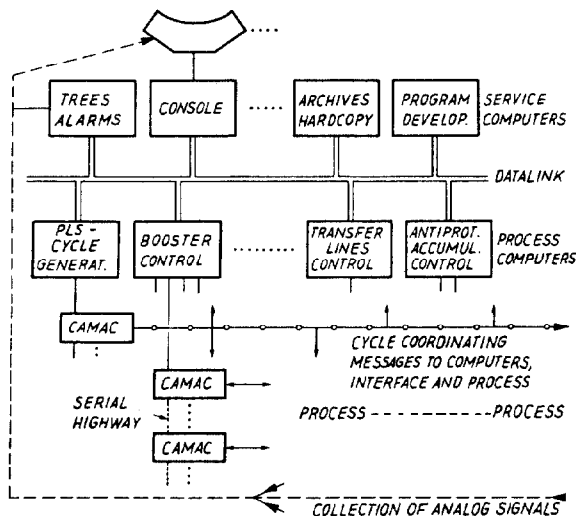 TREES
ALARMS
CONSOLE
ARCHIVES
HARDCOPY
PROGRAM
DEVELOP.
SERVICE
COMPUTERS
DATALINK
PLS -
CYCLE
GENERAT.
BOOSTER
CONTROL
TRANSFER
LINES
CONTROL
ANTIPROT.
ACCUMUL.
CONTROL
PROCESS
COMPUTERS
CAMAC
CYCLE COORDINATING
MESSAGES TO COMPUTERS,
INTERFACE AND PROCESS
CAMAC
SERIAL
HIGHWAY
PROCESS - - - - - - - - - - PROCESS
CAMAC
COLLECTION OF ANALOG SIGNALS